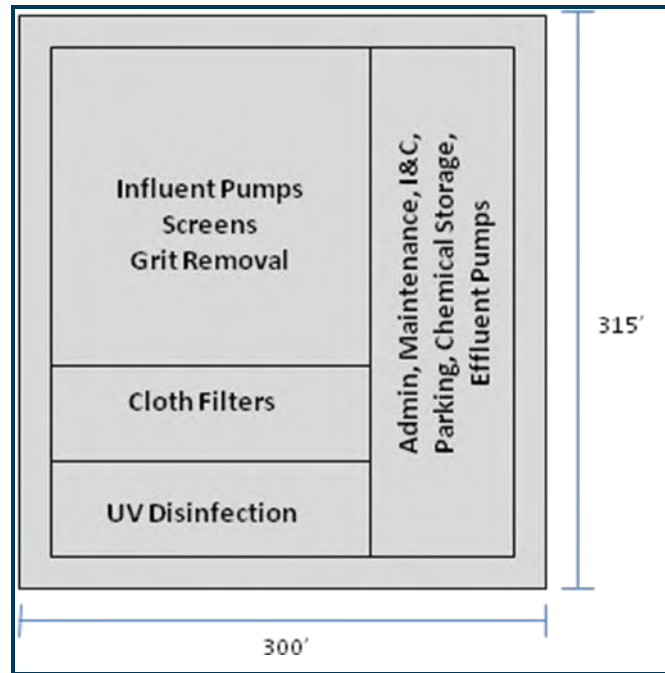 Influent Pumps
Screens
Grit Removal
Cloth Filters
UV Disinfection
Admin, Maintenance, I&C,
Parking, Chemical Storage,
Effluent Pumps
315′
300′